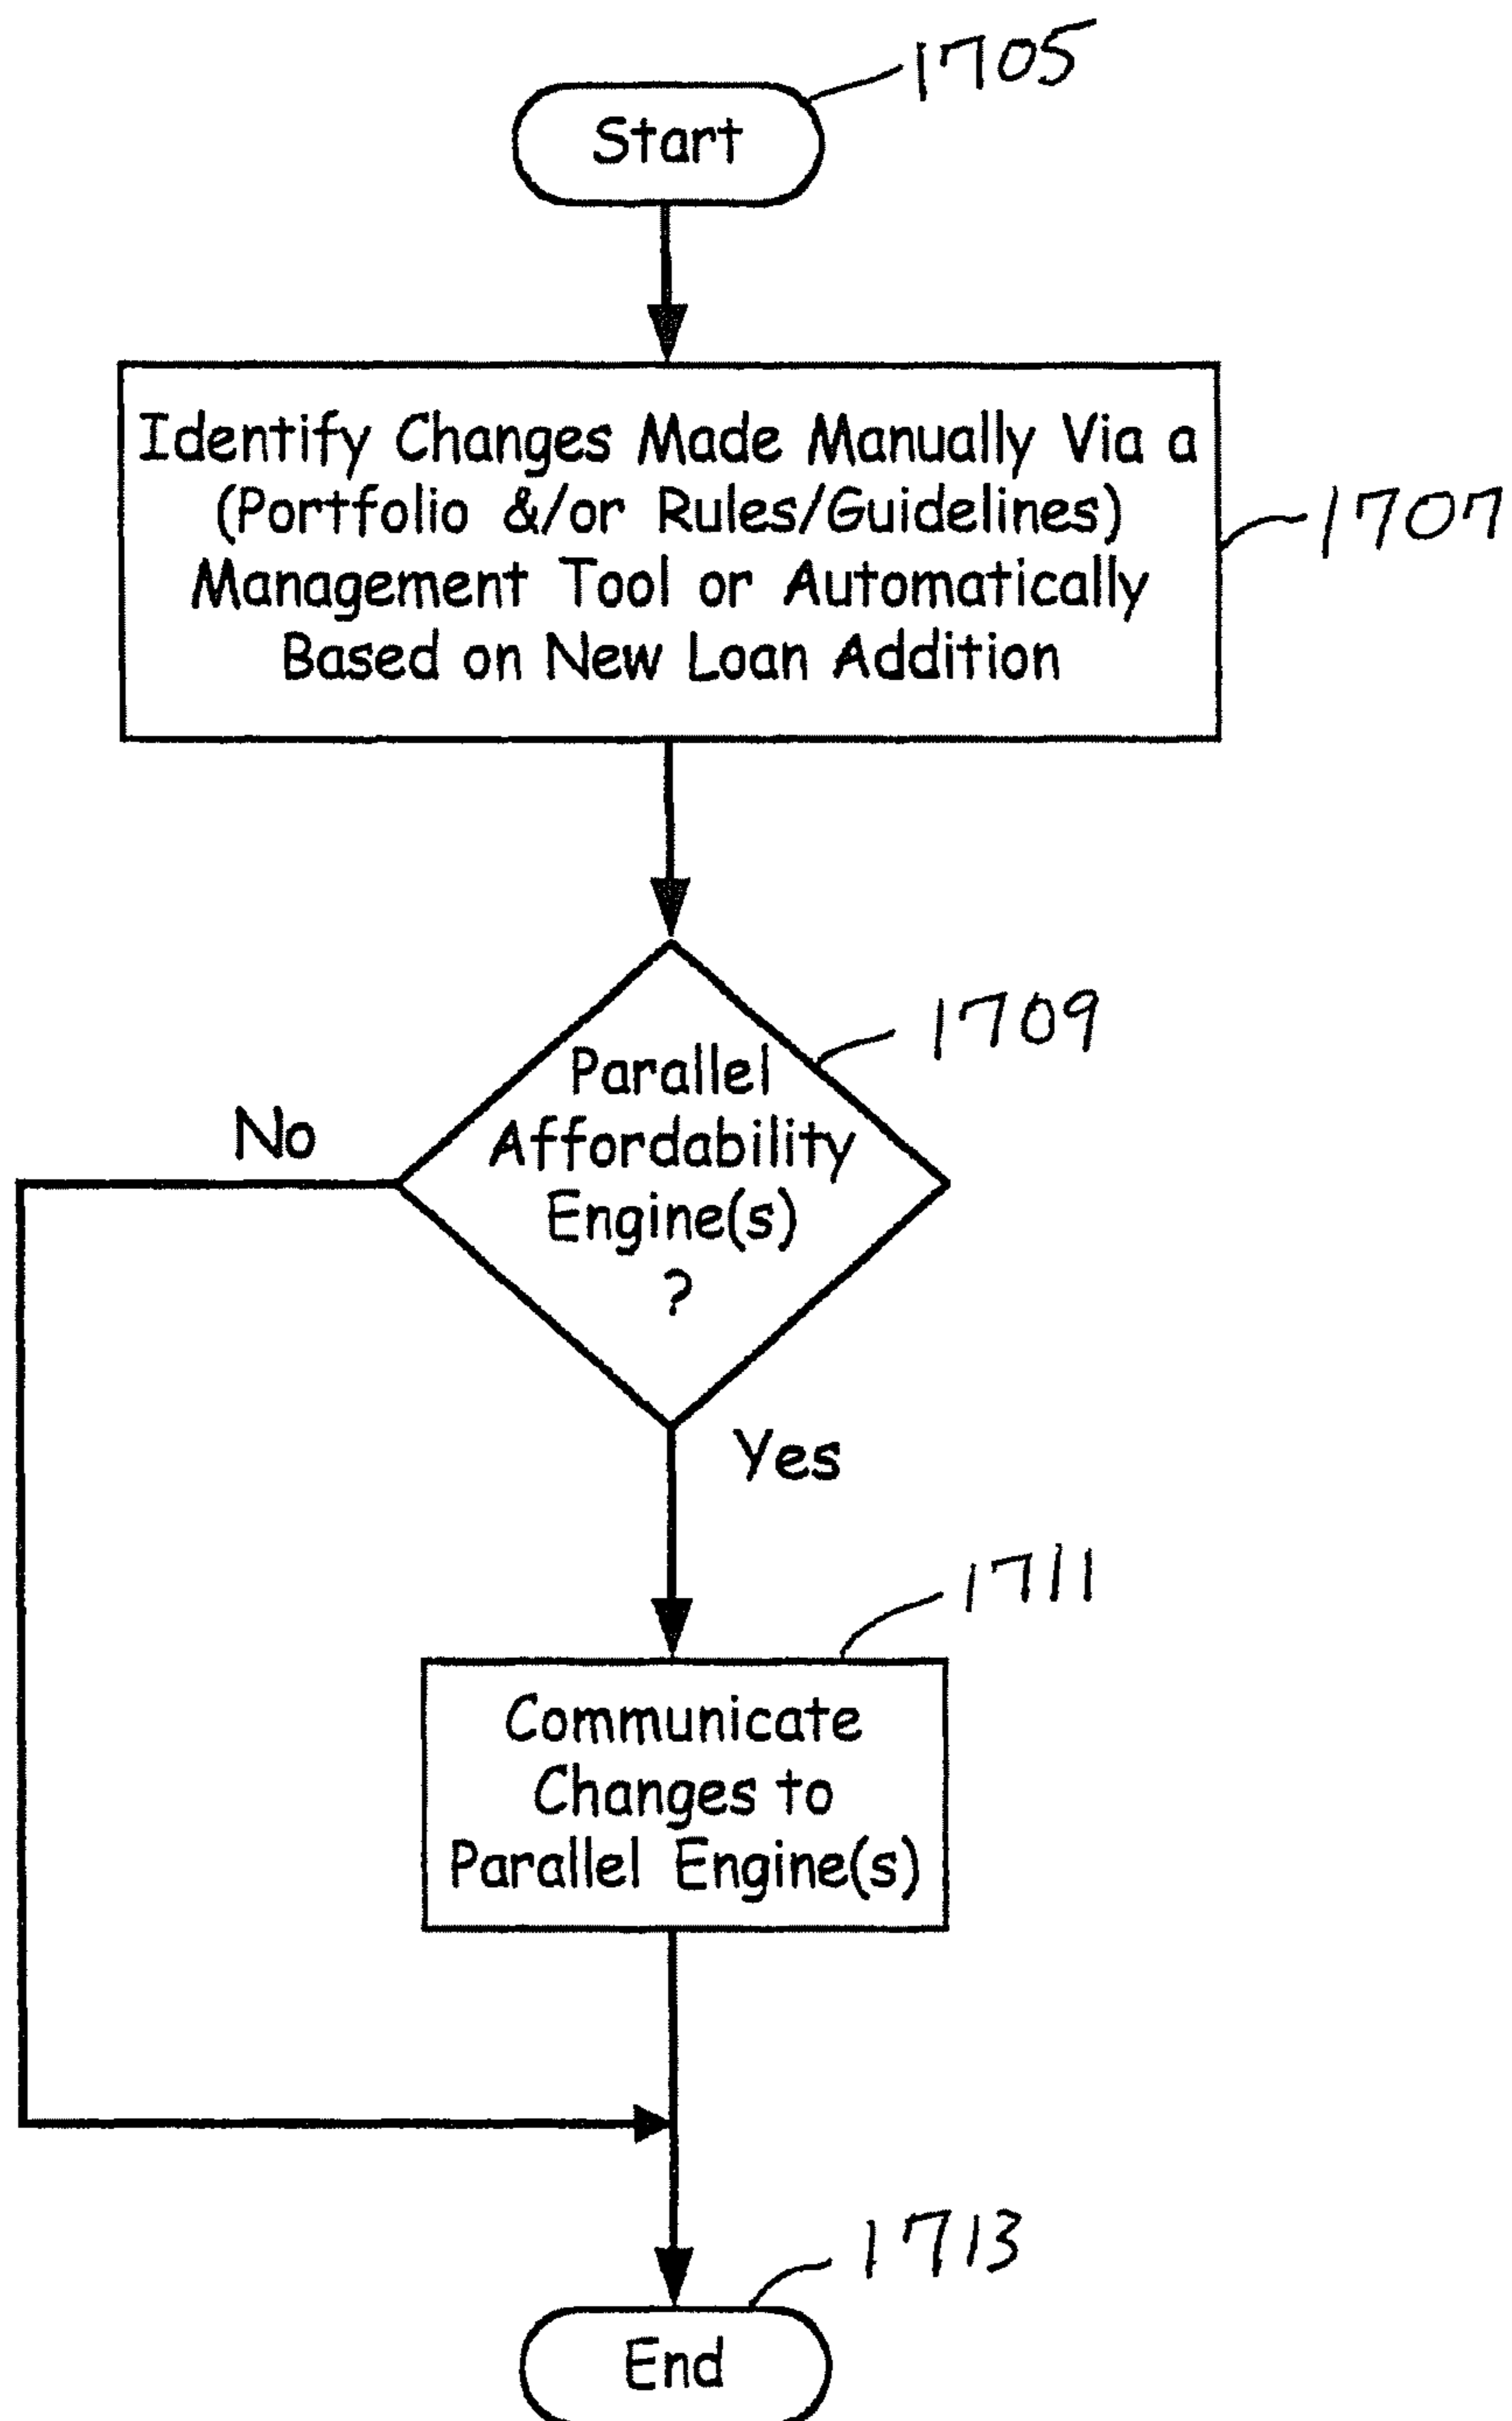 1705
Start
Identify Changes Made Manually Via a
(Portfolio &/or Rules/Guidelines)
Management Tool or Automatically
Based on New Loan Addition
1707
1709
Parallel
Affordability
Engine(s)
?
No
Yes
1711
Communicate
Changes to
Parallel Engine(s)
1713
End